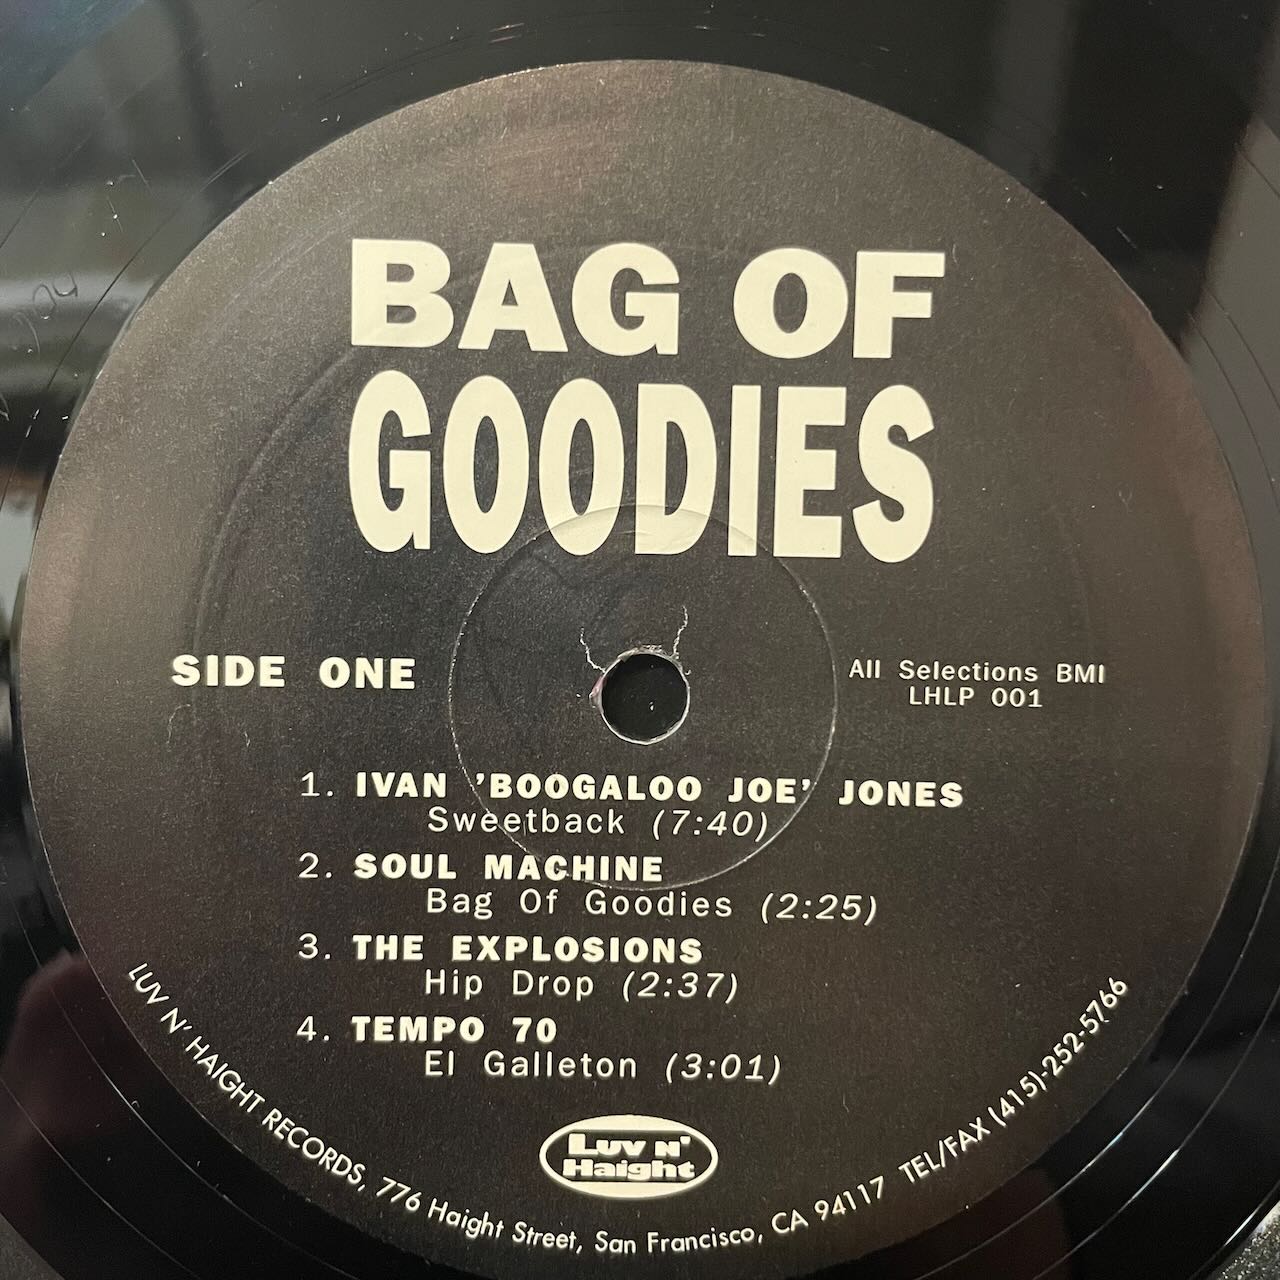 BAG OF
GOODIES
SIDE ONE
All Selections BMI
LHLP 001
1. IVAN 'BOOGALOO JOE' JONES
Sweetback (7:40)
2. SOUL MACHINE
Bag Of Goodies (2:25)
3. THE EXPLOSIONS
Hip Drop (2:37)
4. TEMPO 70
El Galleton (3:01)
LUV N' Haight
LUV N' HAIGHT RECORDS, 776 Haight Street, San Francisco, CA 94117 TEL/FAX (415)-252-5766